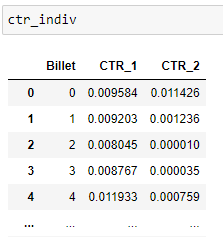 ctr_indiv
Billet CTR_1 CTR_2
0 0 0.009584 0.011426
1 1 0.009203 0.001236
2 2 0.008045 0.000010
3 3 0.008767 0.000035
4 4 0.011933 0.000759
... ... ... ...